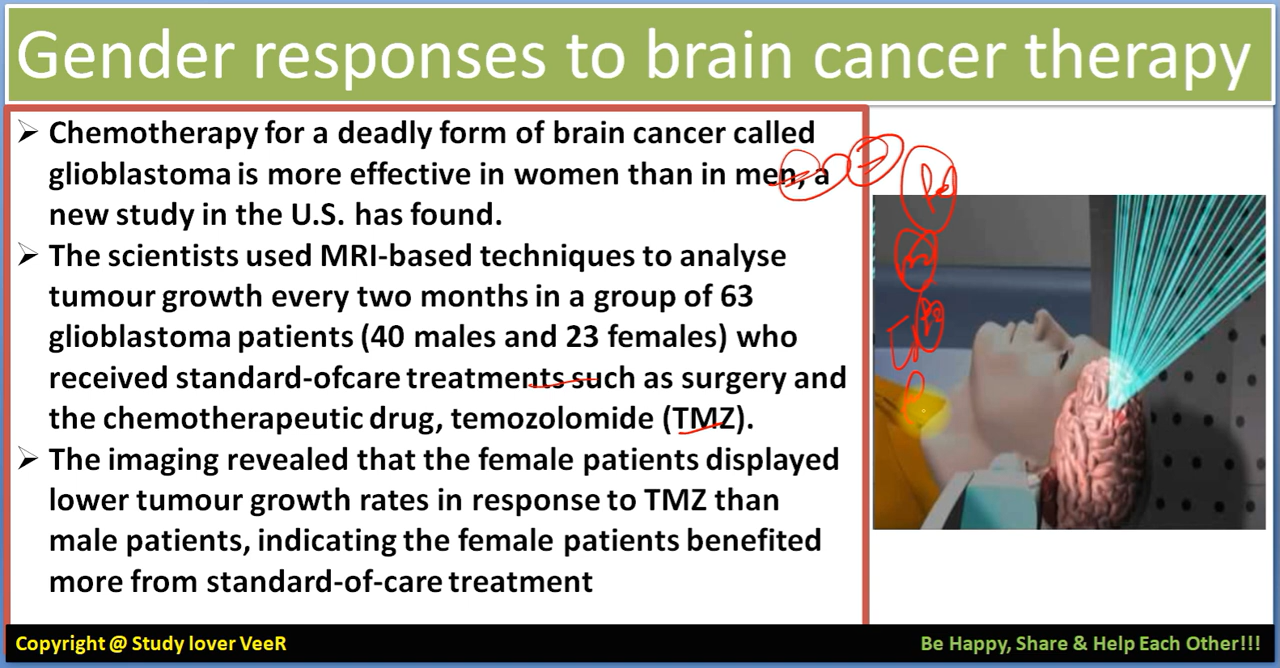 Gender responses to brain cancer therapy
➢ Chemotherapy for a deadly form of brain cancer called
glioblastoma is more effective in women than in men, a
new study in the U.S. has found.
➢ The scientists used MRI-based techniques to analyse
tumour growth every two months in a group of 63
glioblastoma patients (40 males and 23 females) who
received standard-ofcare treatments such as surgery and
the chemotherapeutic drug, temozolomide (TMZ).
➢ The imaging revealed that the female patients displayed
lower tumour growth rates in response to TMZ than
male patients, indicating the female patients benefited
more from standard-of-care treatment
Copyright @ Study lover VeeR
Be Happy, Share & Help Each Other!!!